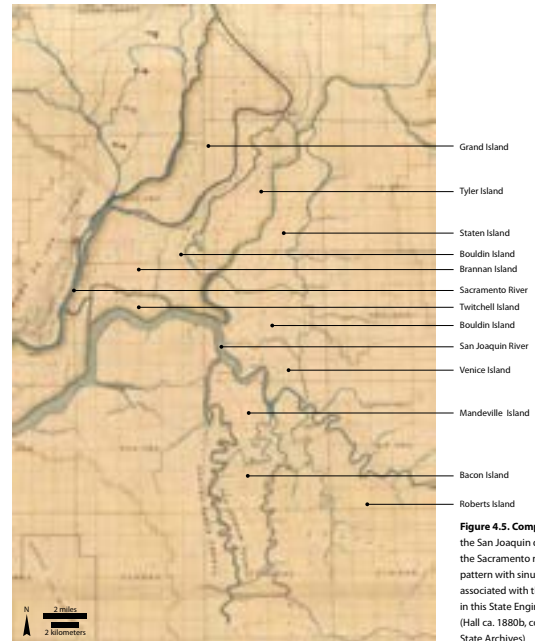 Grand Island
Tyler Island
Staten Island
Bouldin Island
Brannan Island
Sacramento River
Twitchell Island
Bouldin Island
San Joaquin River
Venice Island
Mandeville Island
Bacon Island
Roberts Island
Figure 4.5. Comp
the San Joaquin
the Sacramento
pattern with sinu
associated with
in this State Engin
(Hall ca. 1880b, co
State Archives)
N
2 miles
2 kilometers